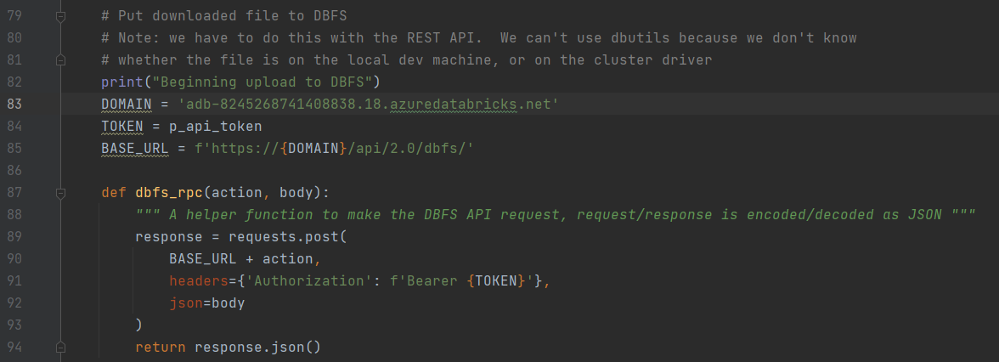 79 # Put downloaded file to DBFS
80 # Note: we have to do this with the REST API.  We can't use dbutils because we don't know
81 # whether the file is on the local dev machine, or on the cluster driver
82 print("Beginning upload to DBFS")
83 DOMAIN = 'adb-8245268741408838.18.azuredatabricks.net'
84 TOKEN = p_api_token
85 BASE_URL = f'https://{DOMAIN}/api/2.0/dbfs/'
86
87 def dbfs_rpc(action, body):
88     """ A helper function to make the DBFS API request, request/response is encoded/decoded as JSON """
89     response = requests.post(
90         BASE_URL + action,
91         headers={'Authorization': f'Bearer {TOKEN}'},
92         json=body
93     )
94     return response.json()